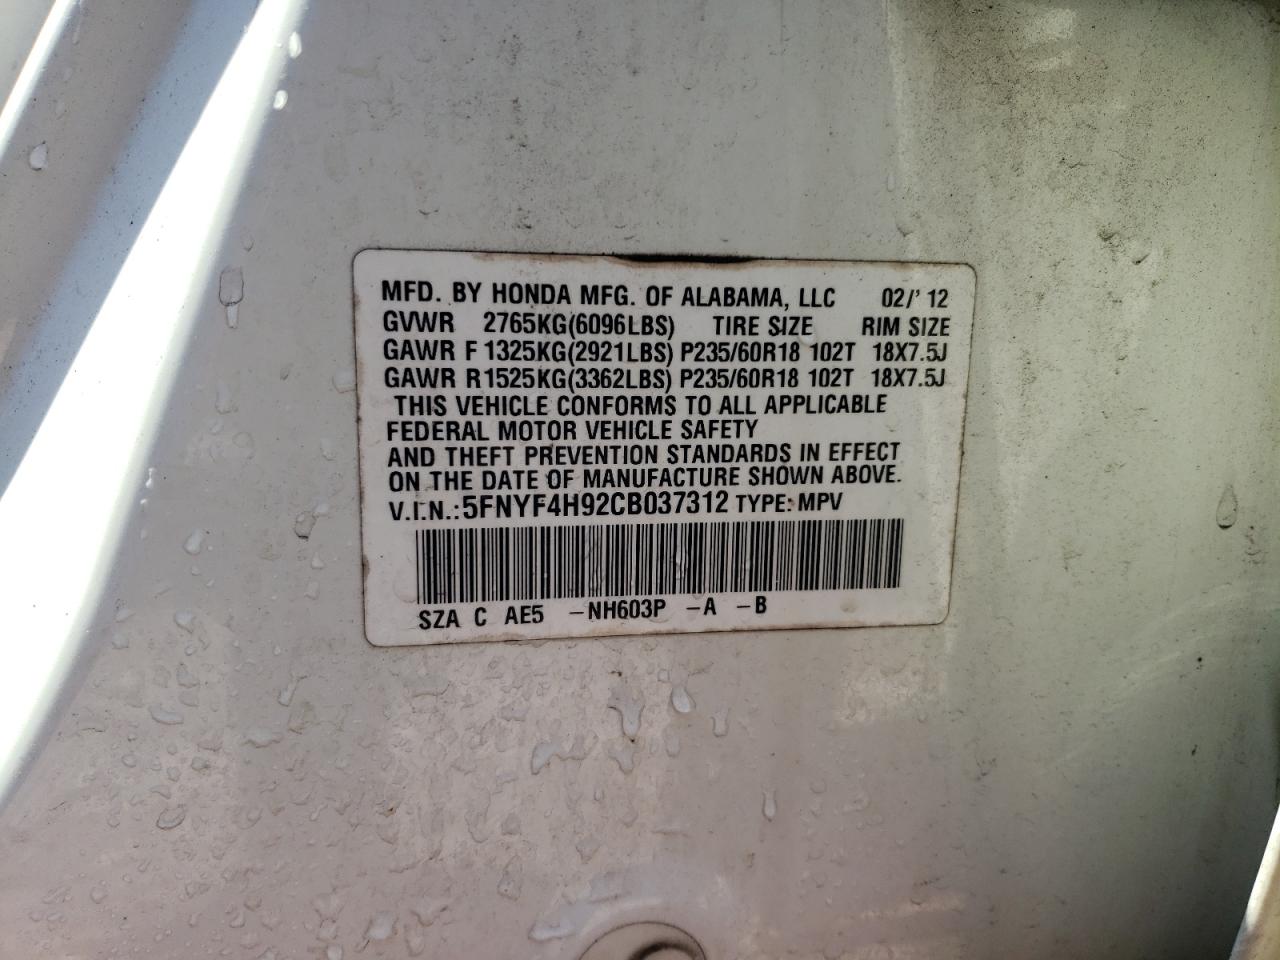 MFD. BY HONDA MFG. OF ALABAMA, LLC 02/'12
GVWR 2765KG(6096LBS) TIRE SIZE RIM SIZE
GAWR F 1325KG(2921LBS) P235/60R18 102T 18X7.5J
GAWR R 1525KG(3362LBS) P235/60R18 102T 18X7.5J
THIS VEHICLE CONFORMS TO ALL APPLICABLE
FEDERAL MOTOR VEHICLE SAFETY
AND THEFT PREVENTION STANDARDS IN EFFECT
ON THE DATE OF MANUFACTURE SHOWN ABOVE.
V.I.N.: 5FNYF4H92CB037312 TYPE: MPV
SZA C AE5 -NH603P -A -B